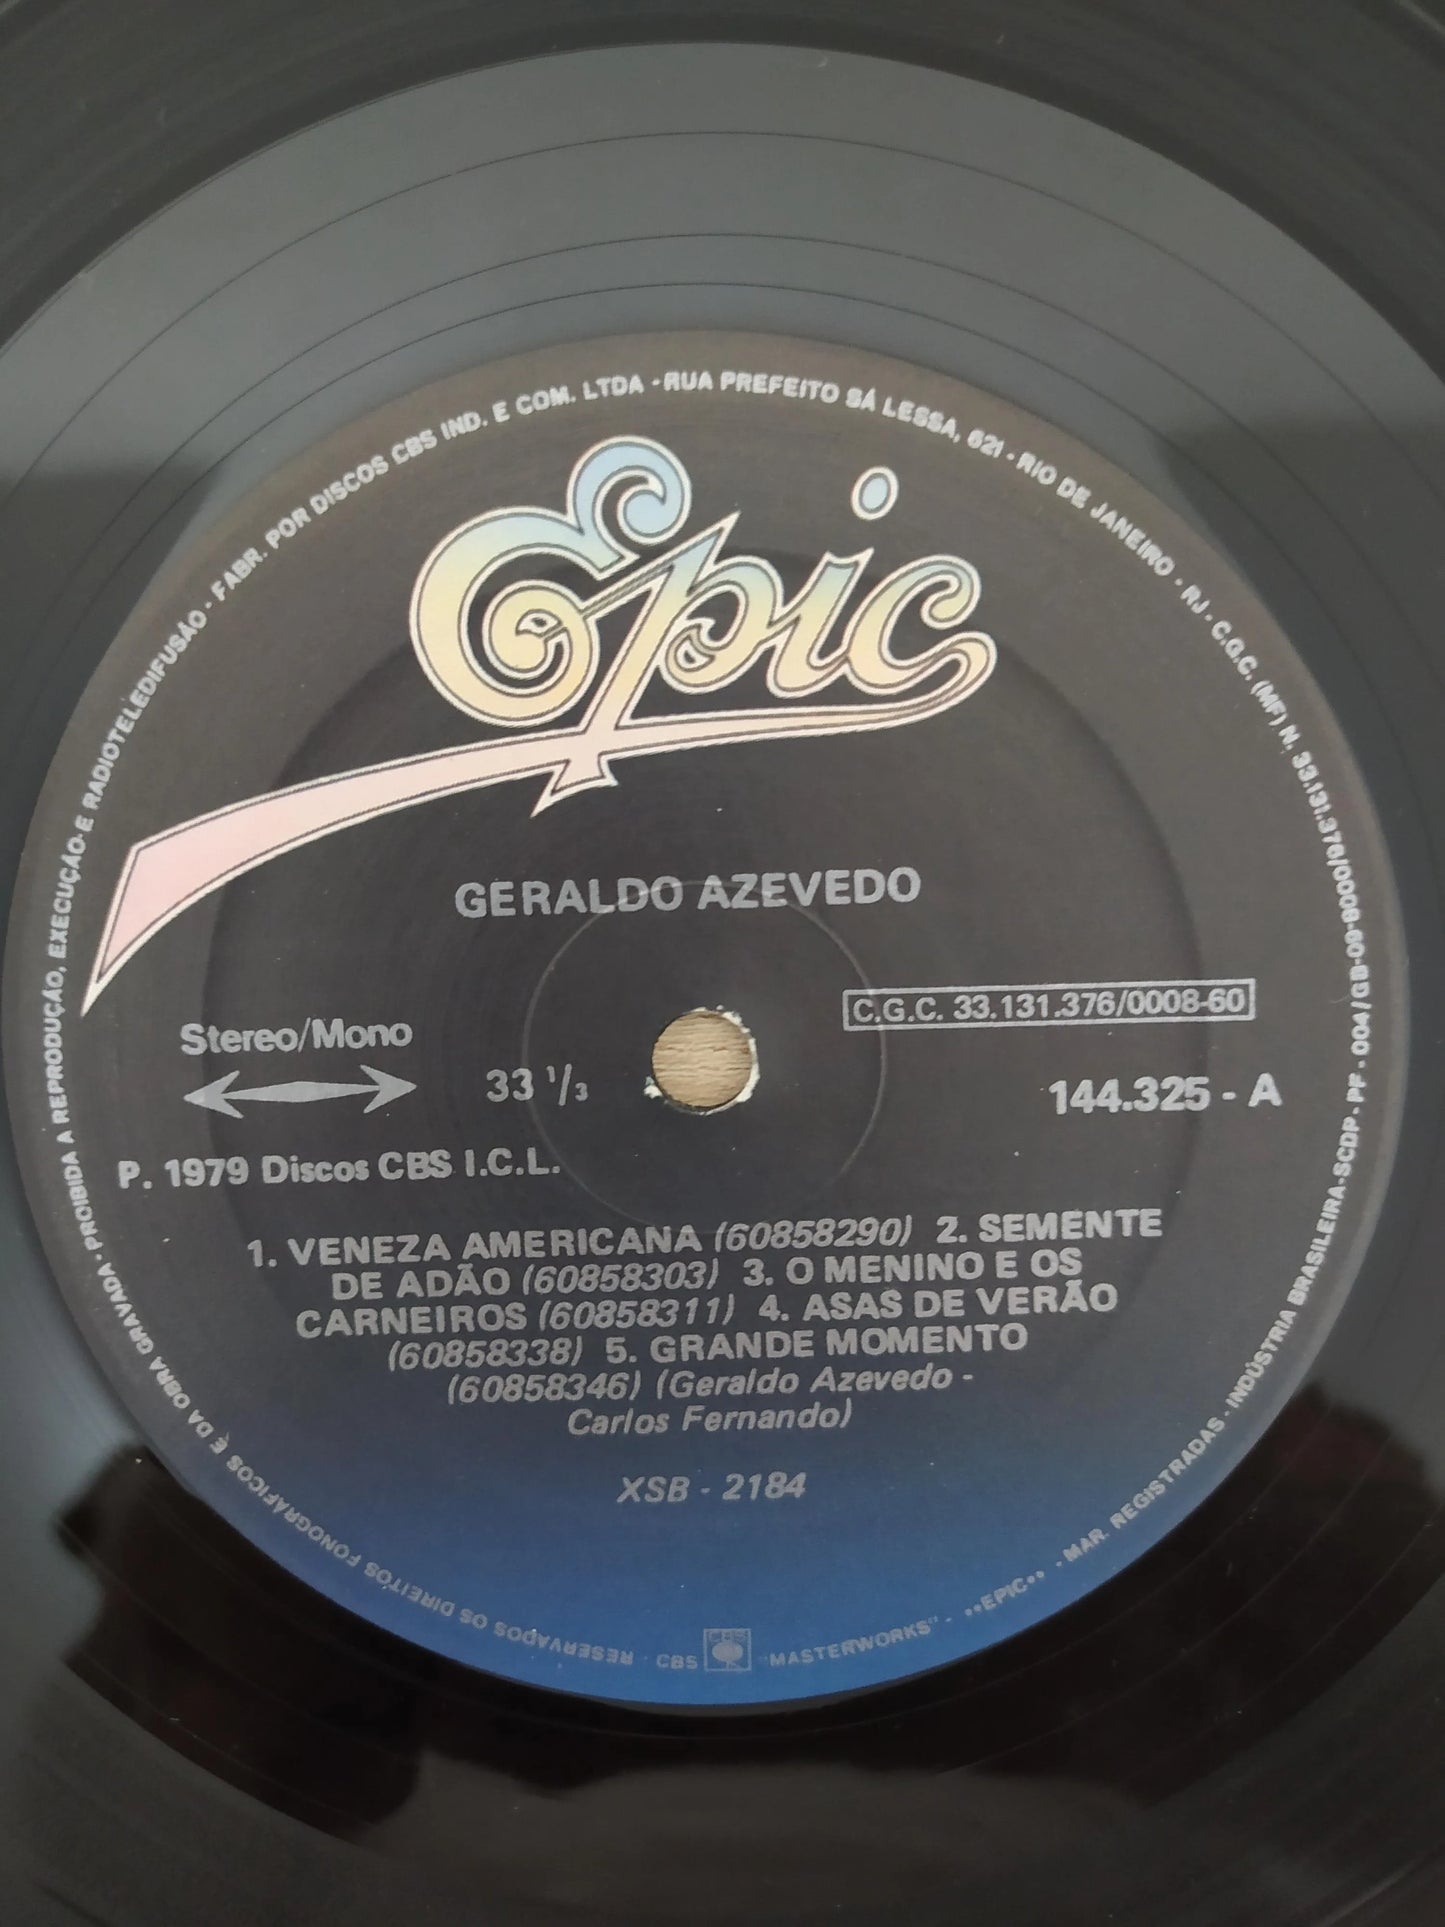 FABR. POR DISCOS CBS IND. E COM. LTDA - RUA PREFEITO SÁ LESSA, 621 - RIO DE JANEIRO - RJ - C.G.C. (MF) N. 33.131.376/0008-60 - PF - 004/GB-09-SCDP - INDÚSTRIA BRASILEIRA
Epic
GERALDO AZEVEDO
C.G.C. 33.131.376/0008-60
Stereo/Mono
33 1/3
144.325 - A
P. 1979 Discos CBS I.C.L.
1. VENEZA AMERICANA (60858290) 2. SEMENTE
DE ADÃO (60858303) 3. O MENINO E OS
CARNEIROS (60858311) 4. ASAS DE VERÃO
(60858338) 5. GRANDE MOMENTO
(60858346) (Geraldo Azevedo -
Carlos Fernando)
XSB - 2184
RESERVADOS OS DIREITOS FONOGRÁFICOS E DA OBRA GRAVADA • PROIBIDA A REPRODUÇÃO, EXECUÇÃO E RADIOTELEDIFUSÃO
CBS CBS "MASTERWORKS" - "EPIC" - MAR. REGISTRADAS